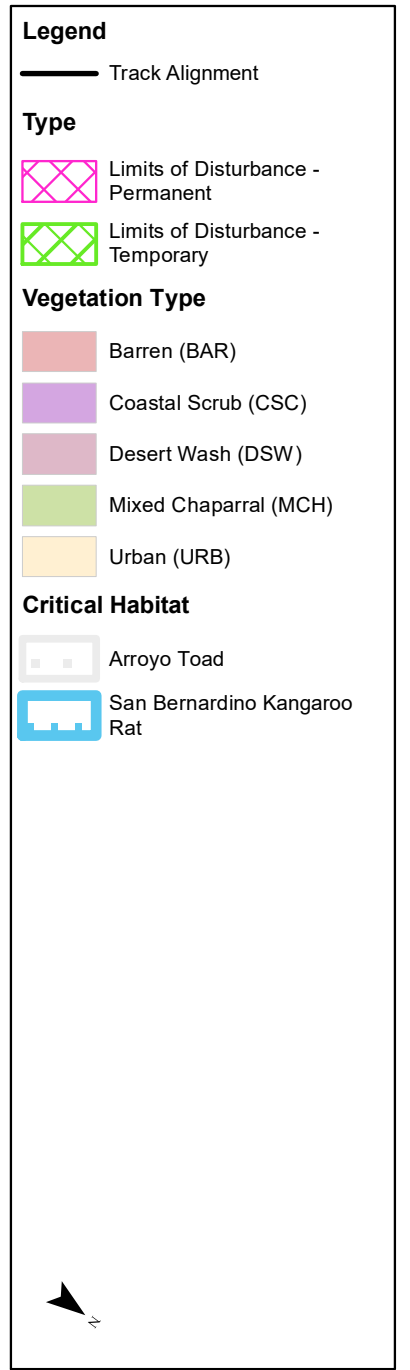 Legend
Track Alignment
Type
Limits of Disturbance -
Permanent
Limits of Disturbance -
Temporary
Vegetation Type
Barren (BAR)
Coastal Scrub (CSC)
Desert Wash (DSW)
Mixed Chaparral (MCH)
Urban (URB)
Critical Habitat
Arroyo Toad
San Bernardino Kangaroo
Rat
N